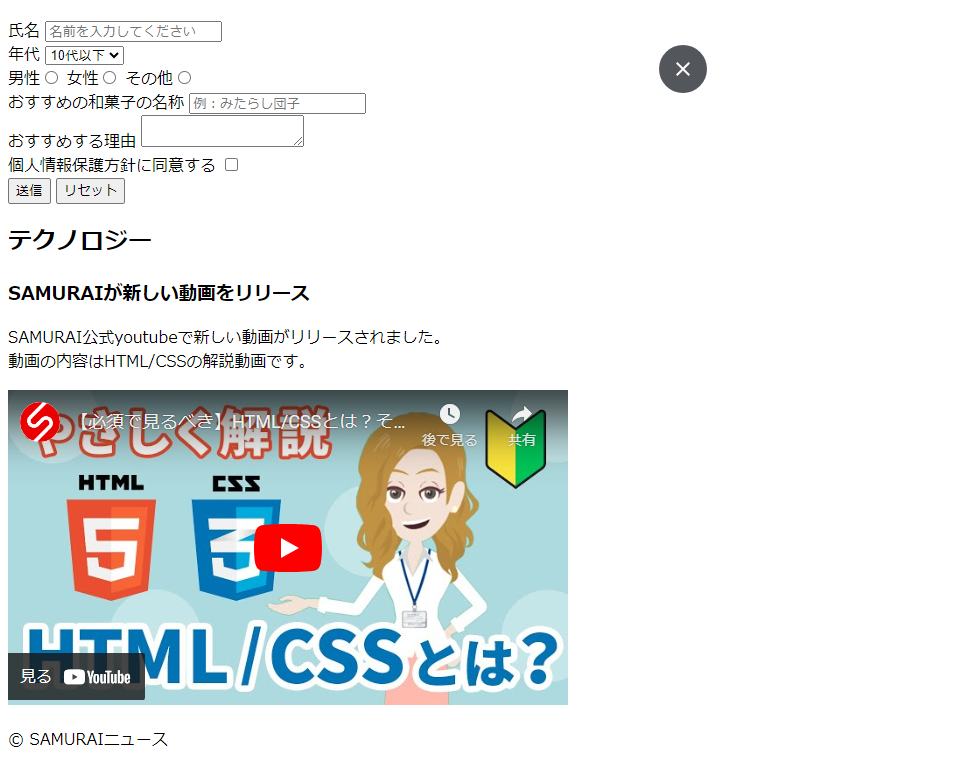 氏名 名前を入力してください
年代 10代以下
男性 女性 その他
おすすめの和菓子の名称 例：みたらし団子
おすすめする理由
個人情報保護方針に同意する
送信 リセット
テクノロジー
SAMURAIが新しい動画をリリース
SAMURAI公式youtubeで新しい動画がリリースされました。
動画の内容はHTML/CSSの解説動画です。
【必須で見るべき】HTML/CSSとは？そ...
後で見る 共有
やさしく解説
HTML CSS
5 3
HTML/CSSとは？
見る YouTube
© SAMURAIニュース